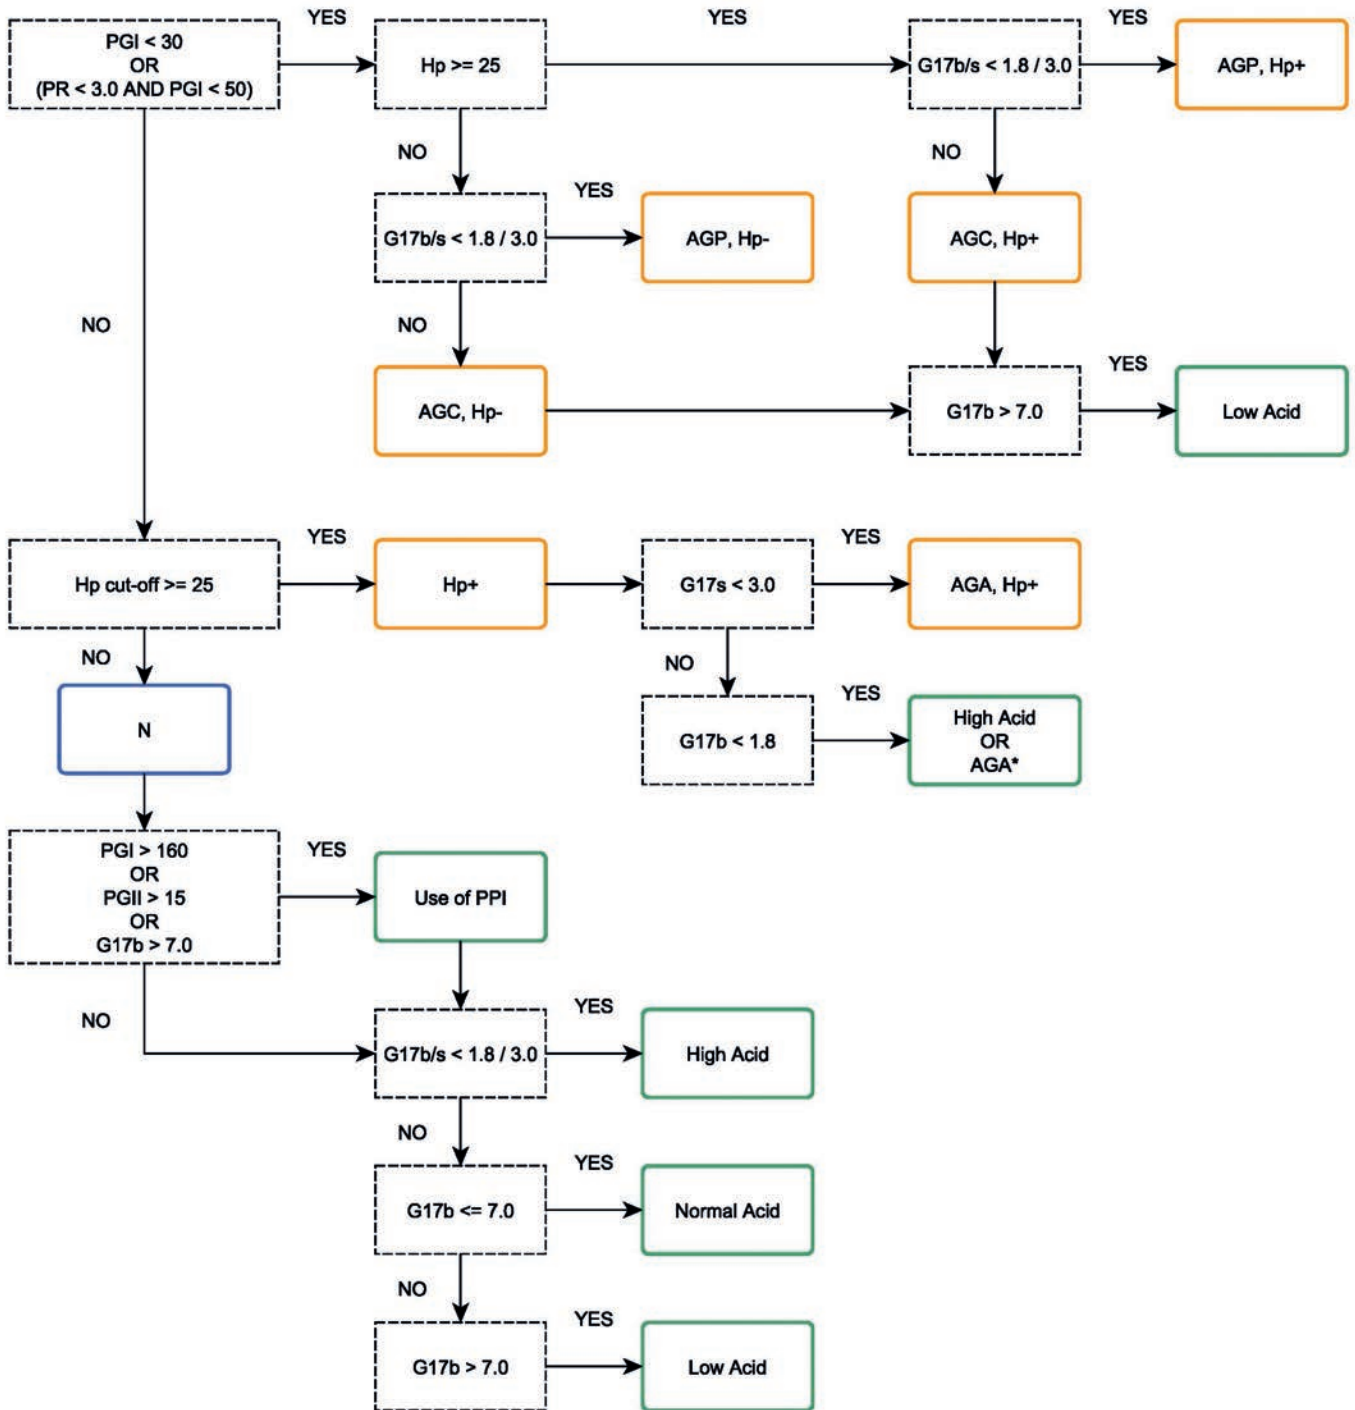 YES
YES
YES
PGI < 30
OR
(PR < 3.0 AND PGI < 50)
Hp >= 25
G17b/s < 1.8 / 3.0
AGP, Hp+
NO
NO
YES
G17b/s < 1.8 / 3.0
AGP, Hp-
AGC, Hp+
NO
NO
YES
AGC, Hp-
G17b > 7.0
Low Acid
YES
YES
Hp cut-off >= 25
Hp+
G17s < 3.0
AGA, Hp+
NO
NO
YES
N
G17b < 1.8
High Acid
OR
AGA*
YES
PGI > 160
OR
PGII > 15
OR
G17b > 7.0
Use of PPI
NO
YES
G17b/s < 1.8 / 3.0
High Acid
NO
YES
G17b <= 7.0
Normal Acid
NO
YES
G17b > 7.0
Low Acid